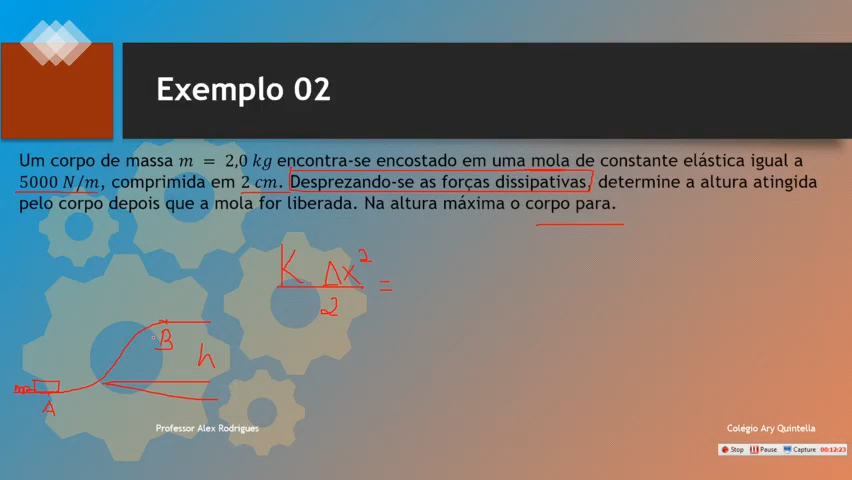 Exemplo 02
Um corpo de massa m = 2,0 kg encontra-se encostado em uma mola de constante elástica igual a
5000 N/m, comprimida em 2 cm. Desprezando-se as forças dissipativas, determine a altura atingida
pelo corpo depois que a mola for liberada. Na altura máxima o corpo para.
K Δx² =
2
B
h
A
Professor Alex Rodrigues
Colégio Ary Quintella
Stop Pause Capture 00:12:23